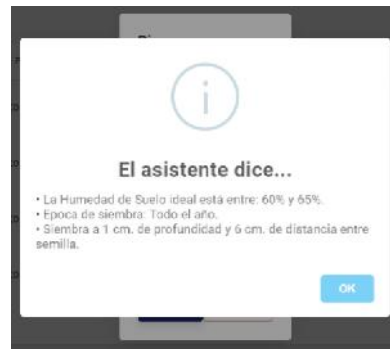 El asistente dice...
• La Humedad de Suelo ideal está entre: 60% y 65%.
• Epoca de siembra: Todo el año.
• Siembra a 1 cm. de profundidad y 6 cm. de distancia entre
semilla.
OK